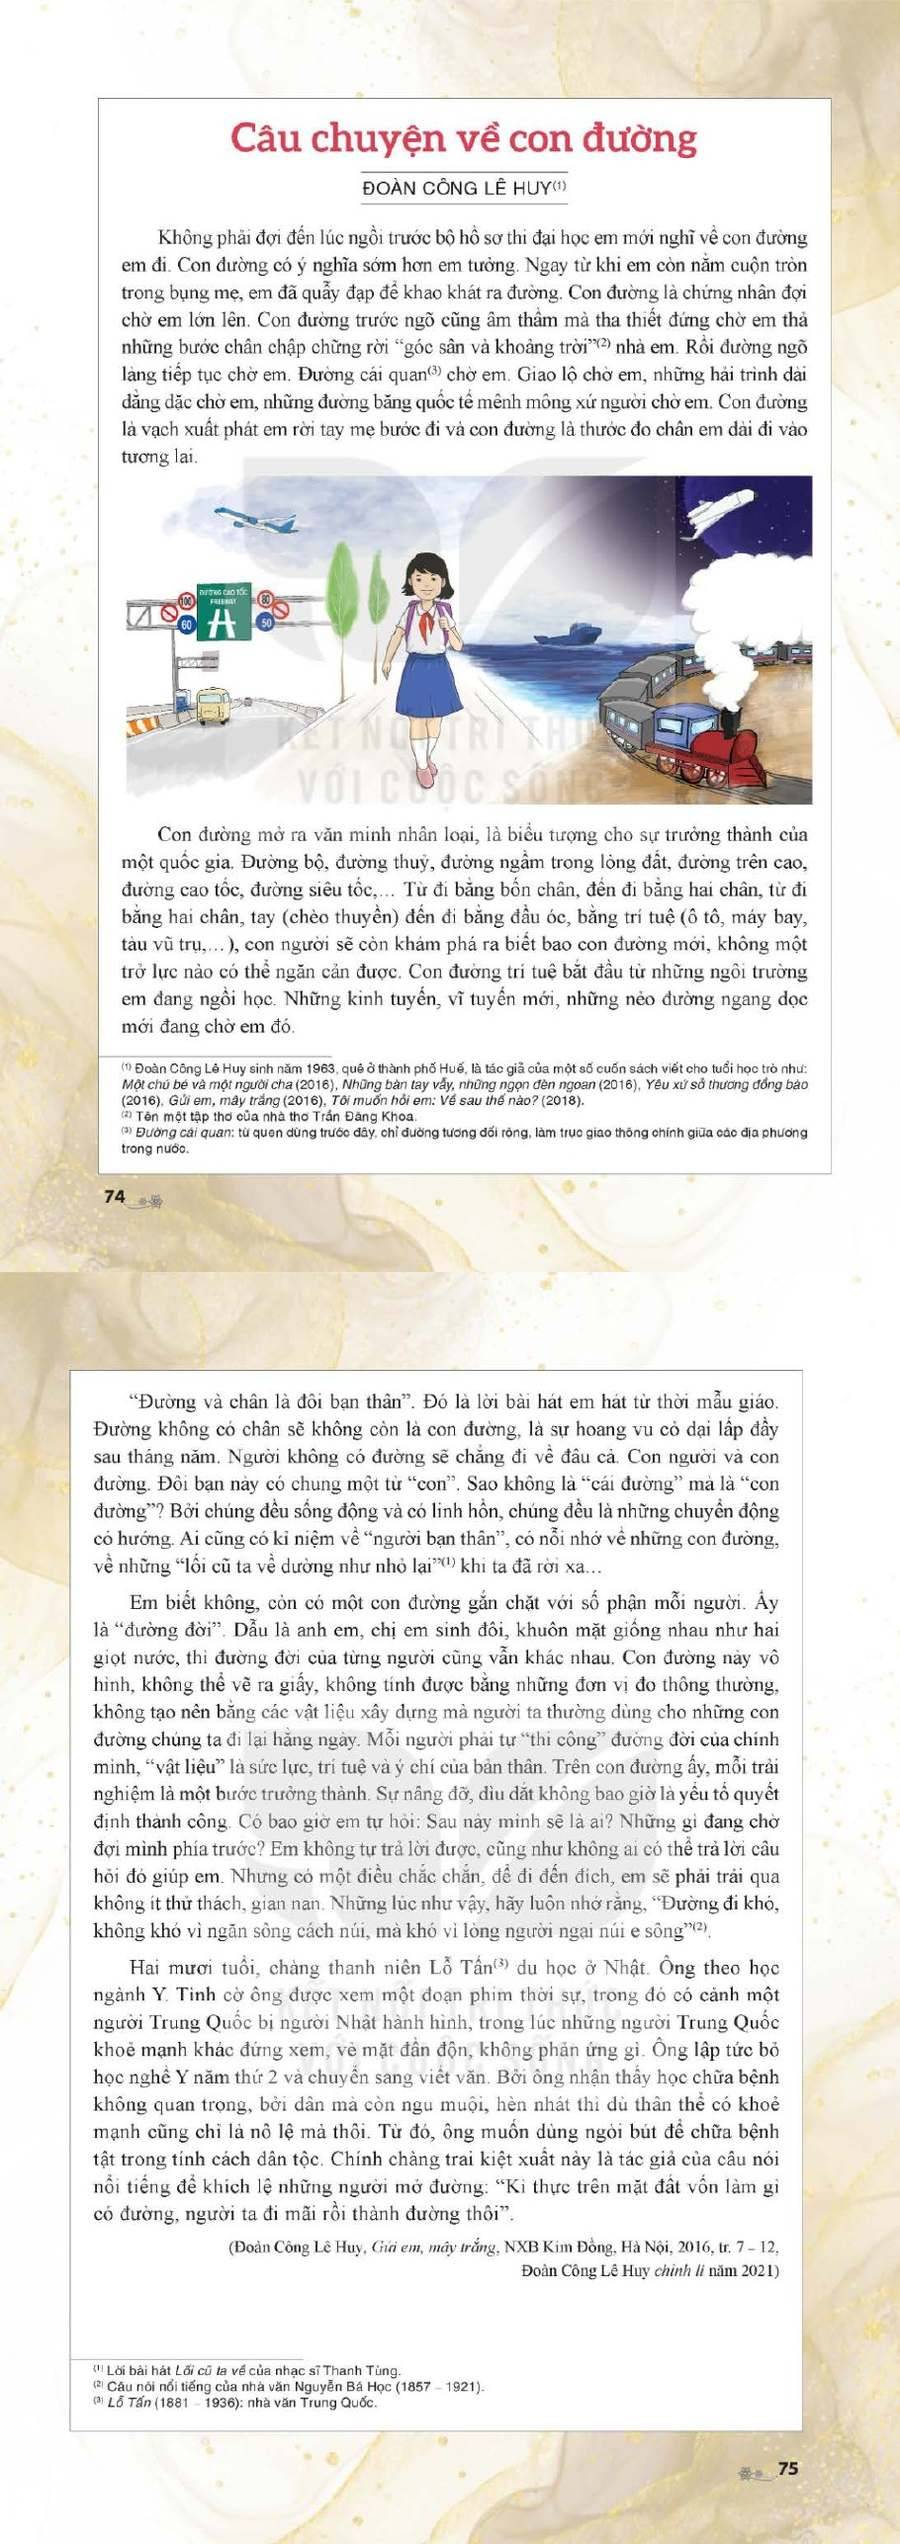 Câu chuyện về con đường
ĐOÀN CÔNG LÊ HUY(1)
Không phải đợi đến lúc ngồi trước bộ hồ sơ thi đại học em mới nghĩ về con đường
em đi. Con đường có ý nghĩa sớm hơn em tưởng. Ngay từ khi em còn nằm cuộn tròn
trong bụng mẹ, em đã quẫy đạp để khao khát ra đường. Con đường là chứng nhân đợi
chờ em lớn lên. Con đường trước ngõ cũng âm thầm mà tha thiết đứng chờ em thả
những bước chân chập chững rời “góc sân và khoảng trời”(2) nhà em. Rồi đường ngõ
làng tiếp tục chờ em. Đường cái quan(3) chờ em. Giao lộ chờ em, những hải trình dài
dằng dặc chờ em, những đường băng quốc tế mênh mông xứ người chờ em. Con đường
là vạch xuất phát em rời tay mẹ bước đi và con đường là thước đo chân em dài đi vào
tương lai.
ĐƯỜNG CAO TỐC
FREEWAY
100
80
60
50
KẾT NỐI TRI THỨC
VỚI CUỘC SỐNG
Con đường mở ra văn minh nhân loại, là biểu tượng cho sự trưởng thành của
một quốc gia. Đường bộ, đường thuỷ, đường ngầm trong lòng đất, đường trên cao,
đường cao tốc, đường siêu tốc,... Từ đi bằng bốn chân, đến đi bằng hai chân, từ đi
bằng hai chân, tay (chèo thuyền) đến đi bằng đầu óc, bằng trí tuệ (ô tô, máy bay,
tàu vũ trụ,...), con người sẽ còn khám phá ra biết bao con đường mới, không một
trở lực nào có thể ngăn cản được. Con đường trí tuệ bắt đầu từ những ngôi trường
em đang ngồi học. Những kinh tuyến, vĩ tuyến mới, những nẻo đường ngang dọc
mới đang chờ em đó.
(1) Đoàn Công Lê Huy sinh năm 1963, quê ở thành phố Huế, là tác giả của một số cuốn sách viết cho tuổi học trò như:
Một chú bé và một người cha (2016), Những bàn tay vẫy, những ngọn đèn ngoan (2016), Yêu xứ sở thương đồng bào
(2016), Gửi em, mây trắng (2016), Tôi muốn hỏi em: Về sau thế nào? (2018).
(2) Tên một tập thơ của nhà thơ Trần Đăng Khoa.
(3) Đường cái quan: từ quen dùng trước đây, chỉ đường tương đối rộng, làm trục giao thông chính giữa các địa phương
trong nước.
74
“Đường và chân là đôi bạn thân”. Đó là lời bài hát em hát từ thời mẫu giáo.
Đường không có chân sẽ không còn là con đường, là sự hoang vu cỏ dại lấp đầy
sau tháng năm. Người không có đường sẽ chẳng đi về đâu cả. Con người và con
đường. Đôi bạn này có chung một từ “con”. Sao không là “cái đường” mà là “con
đường”? Bởi chúng đều sống động và có linh hồn, chúng đều là những chuyển động
có hướng. Ai cũng có kỉ niệm về “người bạn thân”, có nỗi nhớ về những con đường,
về những “lối cũ ta về dường như nhỏ lại”(1) khi ta đã rời xa...
Em biết không, còn có một con đường gắn chặt với số phận mỗi người. Ấy
là “đường đời”. Dẫu là anh em, chị em sinh đôi, khuôn mặt giống nhau như hai
giọt nước, thì đường đời của từng người cũng vẫn khác nhau. Con đường này vô
hình, không thể vẽ ra giấy, không tính được bằng những đơn vị đo thông thường,
không tạo nên bằng các vật liệu xây dựng mà người ta thường dùng cho những con
đường chúng ta đi lại hằng ngày. Mỗi người phải tự “thi công” đường đời của chính
mình, “vật liệu” là sức lực, trí tuệ và ý chí của bản thân. Trên con đường ấy, mỗi trải
nghiệm là một bước trưởng thành. Sự nâng đỡ, dìu dắt không bao giờ là yếu tố quyết
định thành công. Có bao giờ em tự hỏi: Sau này mình sẽ là ai? Những gì đang chờ
đợi mình phía trước? Em không tự trả lời được, cũng như không ai có thể trả lời câu
hỏi đó giúp em. Nhưng có một điều chắc chắn, để đi đến đích, em sẽ phải trải qua
không ít thử thách, gian nan. Những lúc như vậy, hãy luôn nhớ rằng, “Đường đi khó,
không khó vì ngăn sông cách núi, mà khó vì lòng người ngại núi e sông”(2).
Hai mươi tuổi, chàng thanh niên Lỗ Tấn(3) du học ở Nhật. Ông theo học
ngành Y. Tình cờ ông được xem một đoạn phim thời sự, trong đó có cảnh một
người Trung Quốc bị người Nhật hành hình, trong lúc những người Trung Quốc
khoẻ mạnh khác đứng xem, vẻ mặt đần độn, không phản ứng gì. Ông lập tức bỏ
học nghề Y năm thứ 2 và chuyển sang viết văn. Bởi ông nhận thấy học chữa bệnh
không quan trọng, bởi dân mà còn ngu muội, hèn nhát thì dù thân thể có khoẻ
mạnh cũng chỉ là nô lệ mà thôi. Từ đó, ông muốn dùng ngòi bút để chữa bệnh
tật trong tính cách dân tộc. Chính chàng trai kiệt xuất này là tác giả của câu nói
nổi tiếng để khích lệ những người mở đường: “Kì thực trên mặt đất vốn làm gì
có đường, người ta đi mãi rồi thành đường thôi”.
(Đoàn Công Lê Huy, Gửi em, mây trắng, NXB Kim Đồng, Hà Nội, 2016, tr. 7 – 12,
Đoàn Công Lê Huy chỉnh lí năm 2021)
KẾT NỐI TRI THỨC
VỚI CUỘC SỐNG
(1) Lời bài hát Lối cũ ta về của nhạc sĩ Thanh Tùng.
(2) Câu nói nổi tiếng của nhà văn Nguyễn Bá Học (1857 – 1921).
(3) Lỗ Tấn (1881 – 1936): nhà văn Trung Quốc.
75